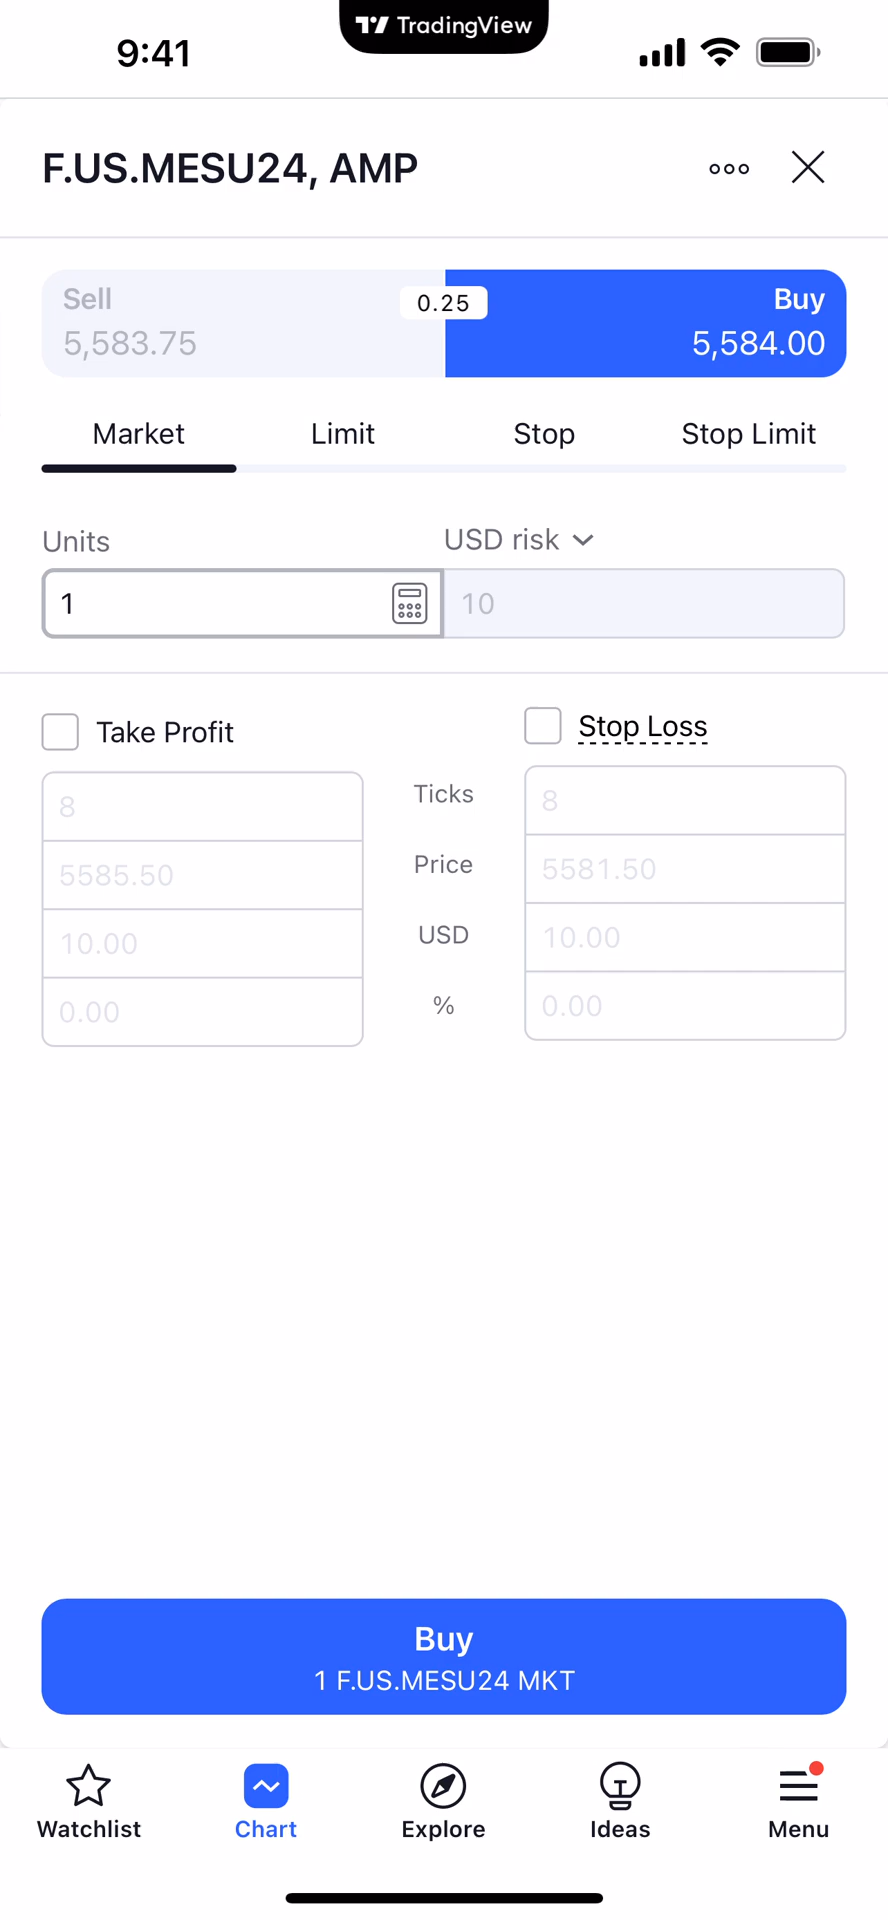 9:41
TradingView
F.US.MESU24, AMP
Sell
0.25
Buy
5,583.75
5,584.00
Market
Limit
Stop
Stop Limit
Units
USD risk
1
10
Take Profit
Stop Loss
8
Ticks
8
5585.50
Price
5581.50
10.00
USD
10.00
0.00
%
0.00
Buy
1 F.US.MESU24 MKT
Watchlist
Chart
Explore
Ideas
Menu